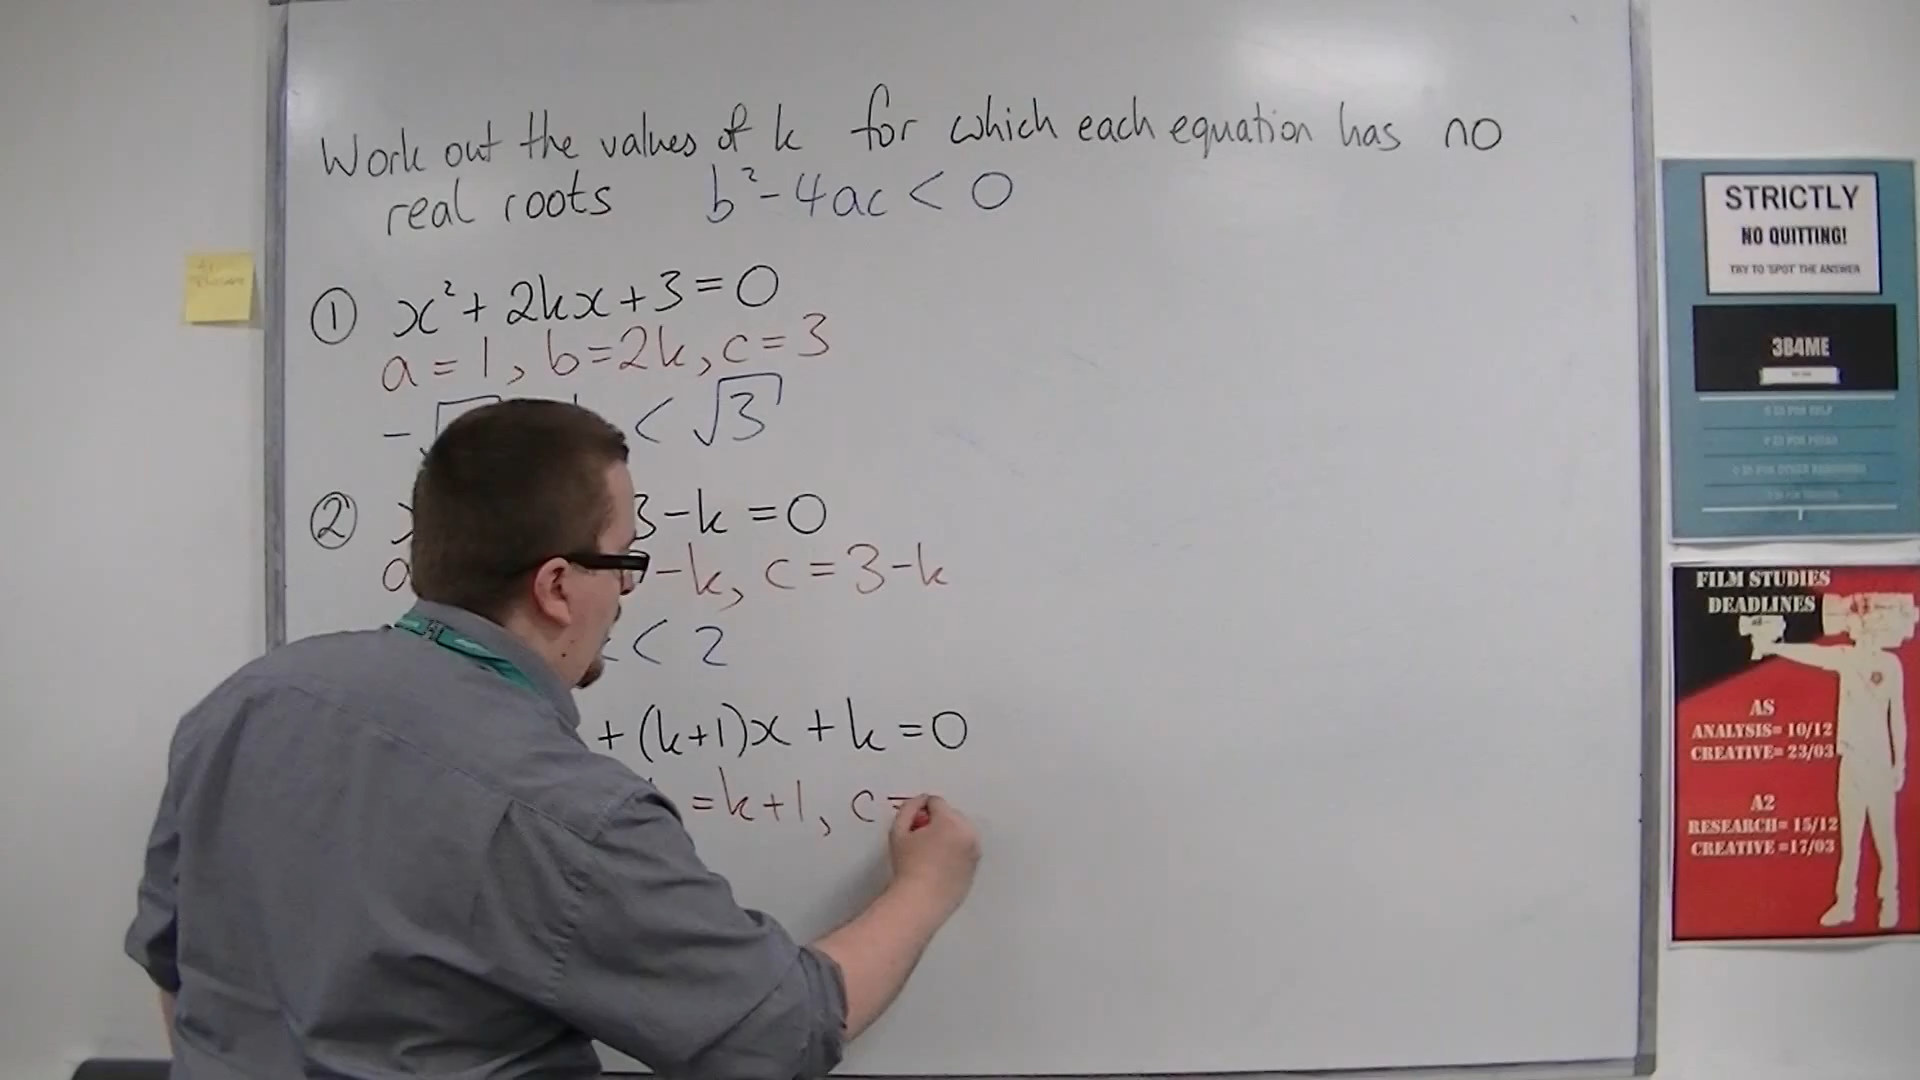 Work out the values of k for which each equation has no
real roots b²-4ac < 0
① x² + 2kx + 3 = 0
a = 1, b = 2k, c = 3
-√ < √3
② 3-k = 0
a -k, c = 3-k
< 2
+ (k+1)x + k = 0
= k+1, c =
STRICTLY
NO QUITTING!
TRY TO 'SPOT' THE ANSWER
3B4ME
FILM STUDIES
DEADLINES
AS
ANALYSIS= 10/12
CREATIVE= 23/03
A2
RESEARCH= 15/12
CREATIVE =17/03